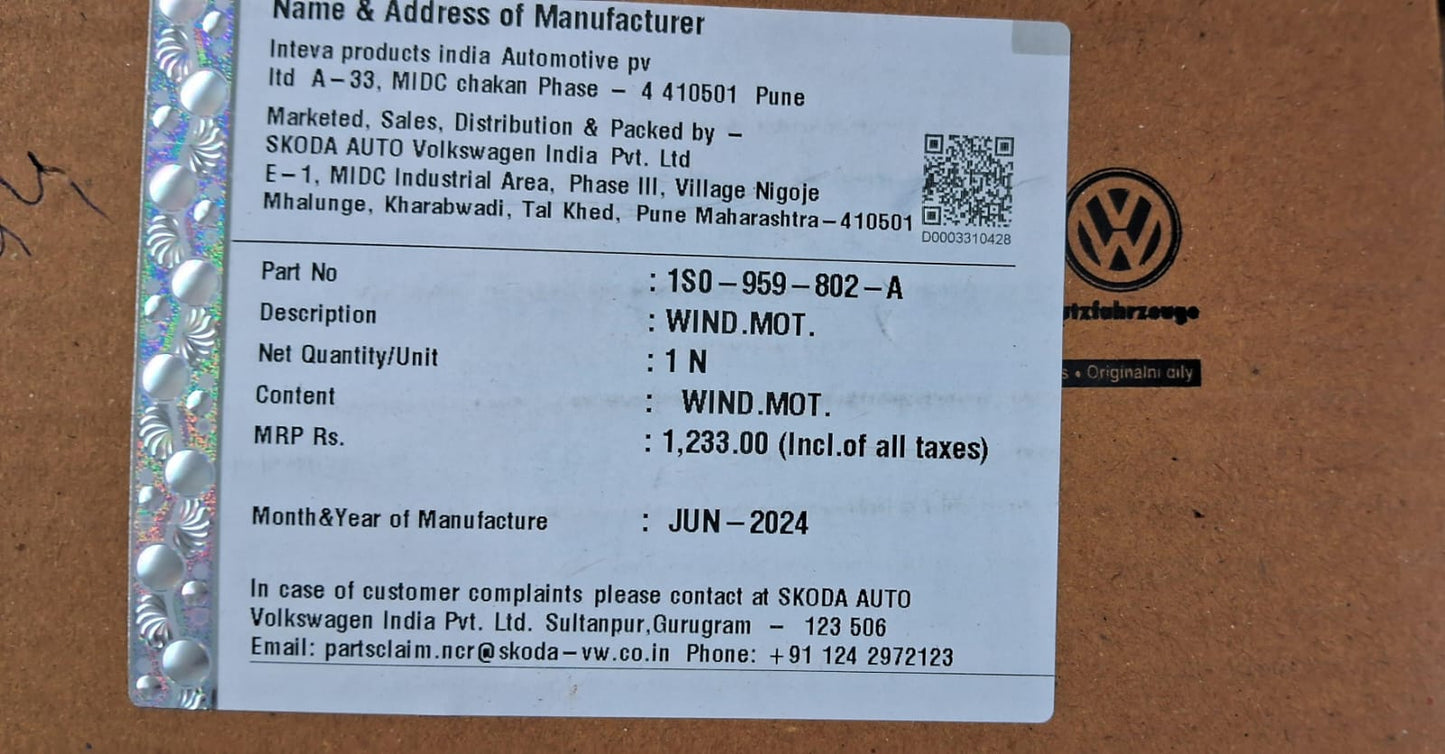 Name & Address of Manufacturer
Inteva products india Automotive pv
ltd A-33, MIDC chakan Phase - 4 410501 Pune
Marketed, Sales, Distribution & Packed by -
SKODA AUTO Volkswagen India Pvt. Ltd
E-1, MIDC Industrial Area, Phase III, Village Nigoje
Mhalunge, Kharabwadi, Tal Khed, Pune Maharashtra-410501
D0003310428
Part No : 1S0-959-802-A
Description : WIND.MOT.
Net Quantity/Unit : 1 N
Content : WIND.MOT.
MRP Rs. : 1,233.00 (Incl.of all taxes)
Month&Year of Manufacture : JUN-2024
In case of customer complaints please contact at SKODA AUTO
Volkswagen India Pvt. Ltd. Sultanpur,Gurugram - 123 506
Email: partsclaim.ncr@skoda-vw.co.in Phone: +91 124 2972123
• Originalni díly